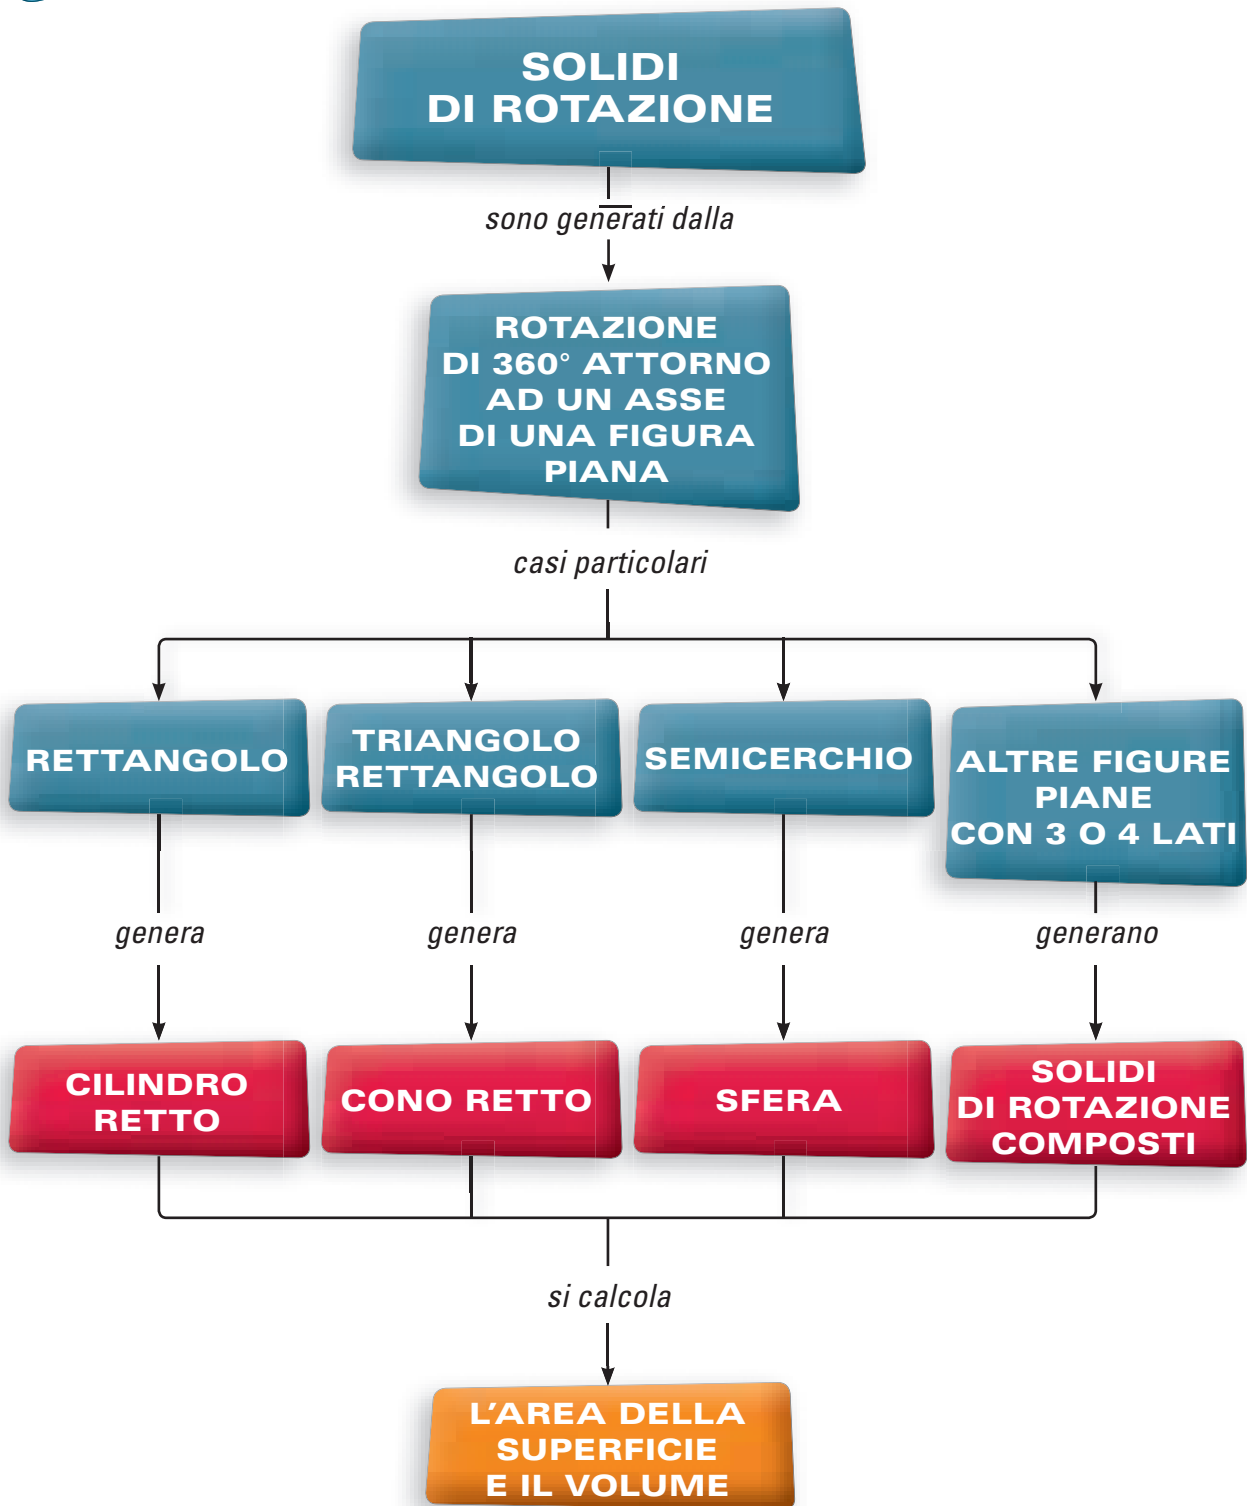 SOLIDI
DI ROTAZIONE
sono generati dalla
ROTAZIONE
DI 360° ATTORNO
AD UN ASSE
DI UNA FIGURA
PIANA
casi particolari
RETTANGOLO
TRIANGOLO
RETTANGOLO
SEMICERCHIO
ALTRE FIGURE
PIANE
CON 3 O 4 LATI
genera
genera
genera
generano
CILINDRO
RETTO
CONO RETTO
SFERA
SOLIDI
DI ROTAZIONE
COMPOSTI
si calcola
L’AREA DELLA
SUPERFICIE
E IL VOLUME